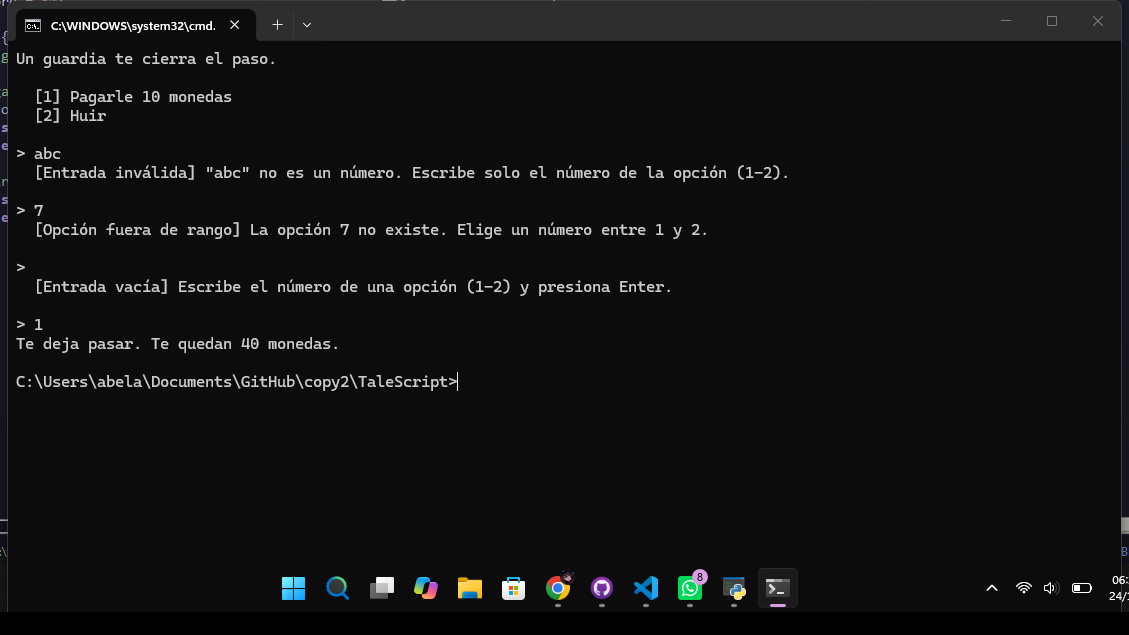 C:\WINDOWS\system32\cmd.
Un guardia te cierra el paso.
[1] Pagarle 10 monedas
[2] Huir
> abc
[Entrada inválida] "abc" no es un número. Escribe solo el número de la opción (1-2).
> 7
[Opción fuera de rango] La opción 7 no existe. Elige un número entre 1 y 2.
>
[Entrada vacía] Escribe el número de una opción (1-2) y presiona Enter.
> 1
Te deja pasar. Te quedan 40 monedas.
C:\Users\abela\Documents\GitHub\copy2\TaleScript>
8
06:
24/